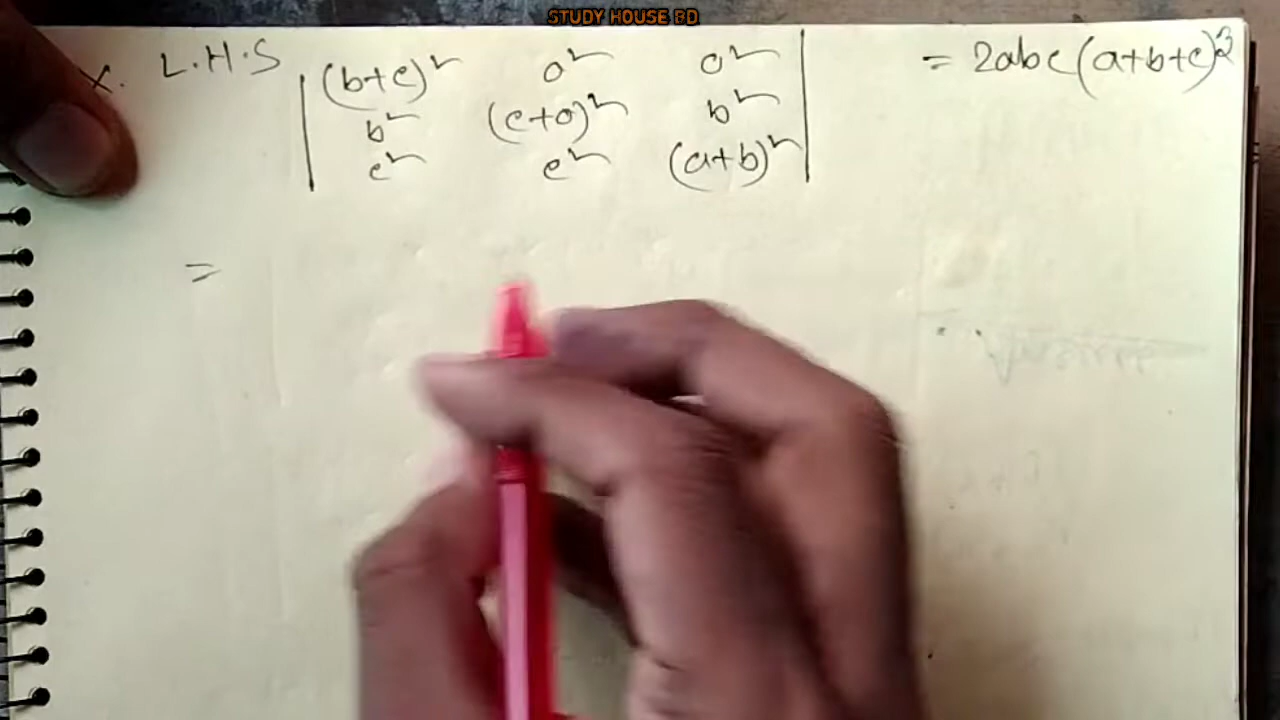 STUDY HOUSE BD
x. L.H.S | (b+c)² a² a² | = 2abc(a+b+c)³
b² (c+a)² b²
c² c² (a+b)²
=